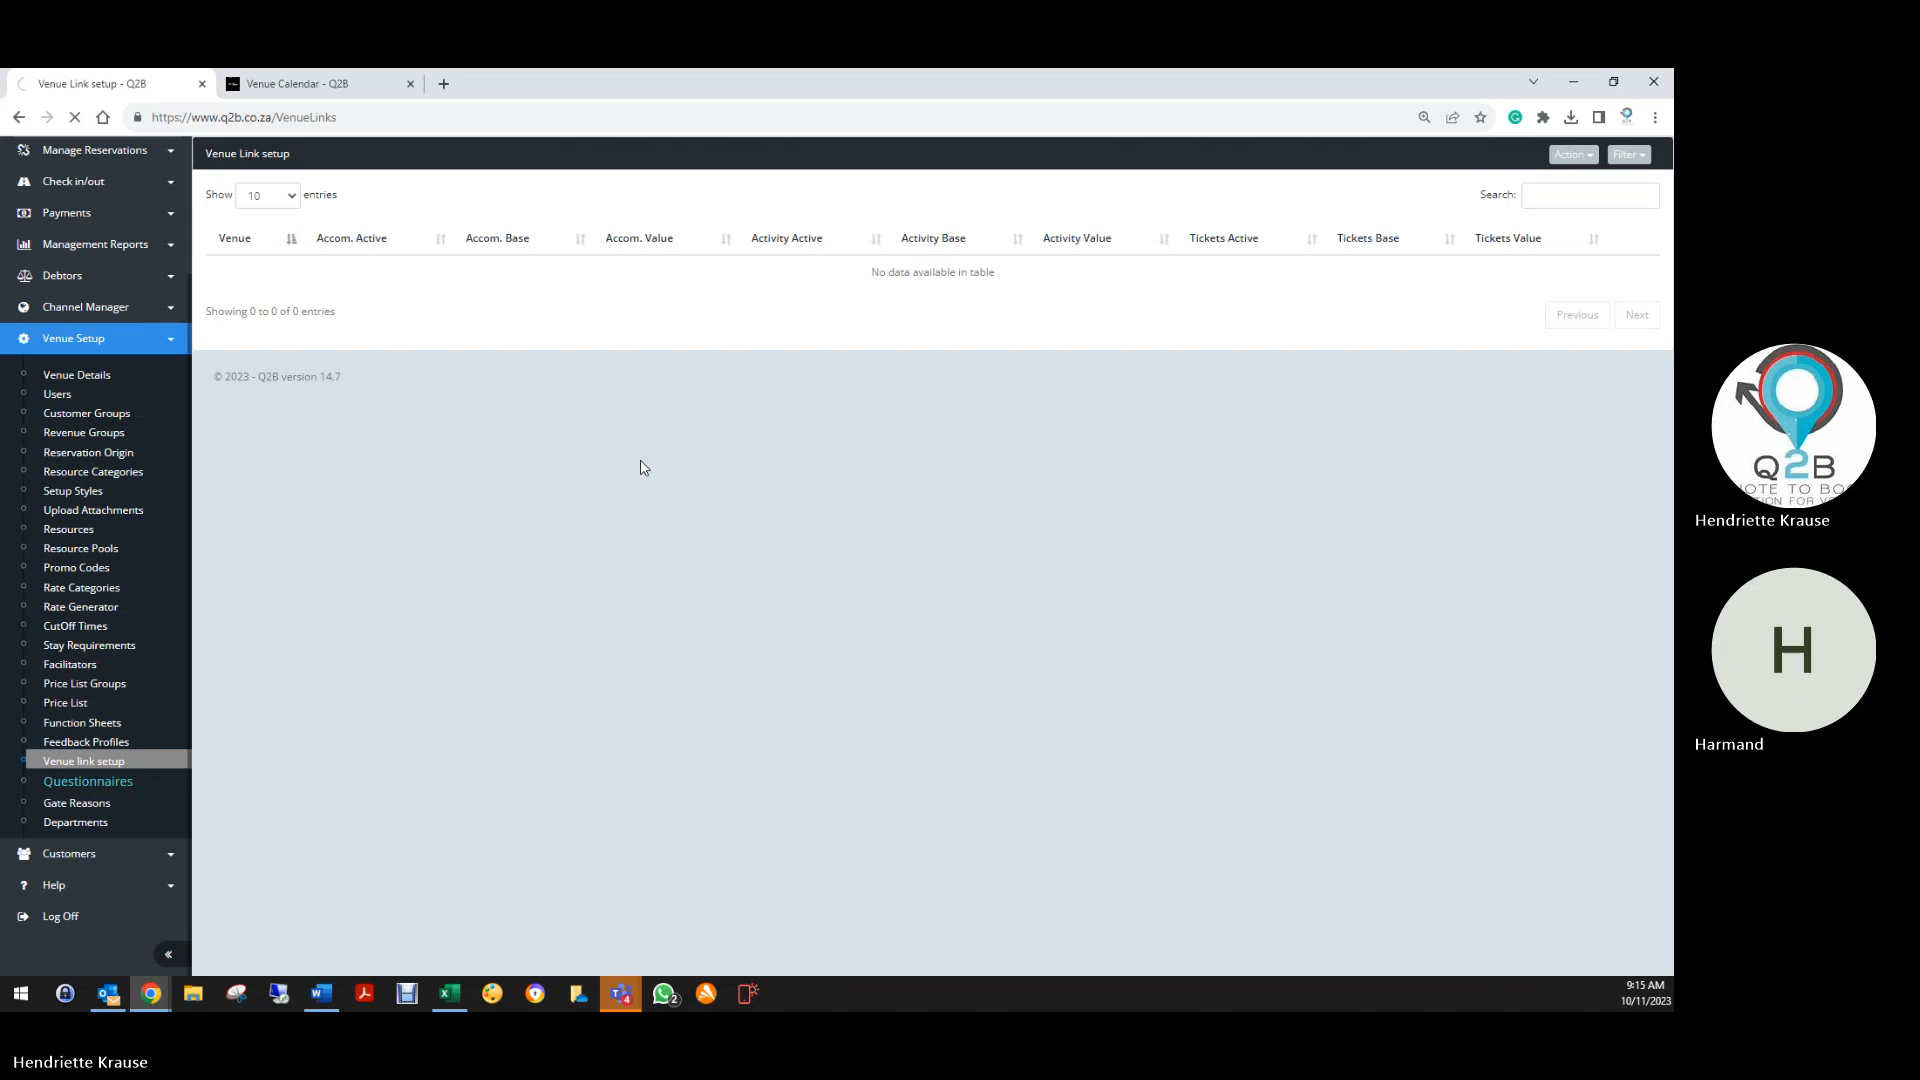 Venue Link setup - Q2B
Venue Calendar - Q2B
https://www.q2b.co.za/VenueLinks
Manage Reservations
Check in/out
Payments
Management Reports
Debtors
Channel Manager
Venue Setup
Venue Details
Users
Customer Groups
Revenue Groups
Reservation Origin
Resource Categories
Setup Styles
Upload Attachments
Resources
Resource Pools
Promo Codes
Rate Categories
Rate Generator
CutOff Times
Stay Requirements
Facilitators
Price List Groups
Price List
Function Sheets
Feedback Profiles
Venue link setup
Questionnaires
Gate Reasons
Departments
Customers
Help
Log Off
Venue Link setup
Action
Filter
Show 10 entries
Search:
Venue Accom. Active Accom. Base Accom. Value Activity Active Activity Base Activity Value Tickets Active Tickets Base Tickets Value
No data available in table
Showing 0 to 0 of 0 entries
Previous Next
© 2023 - Q2B version 14.7
Q2B
Hendriette Krause
H
Harmand
9:15 AM
10/11/2023
Hendriette Krause